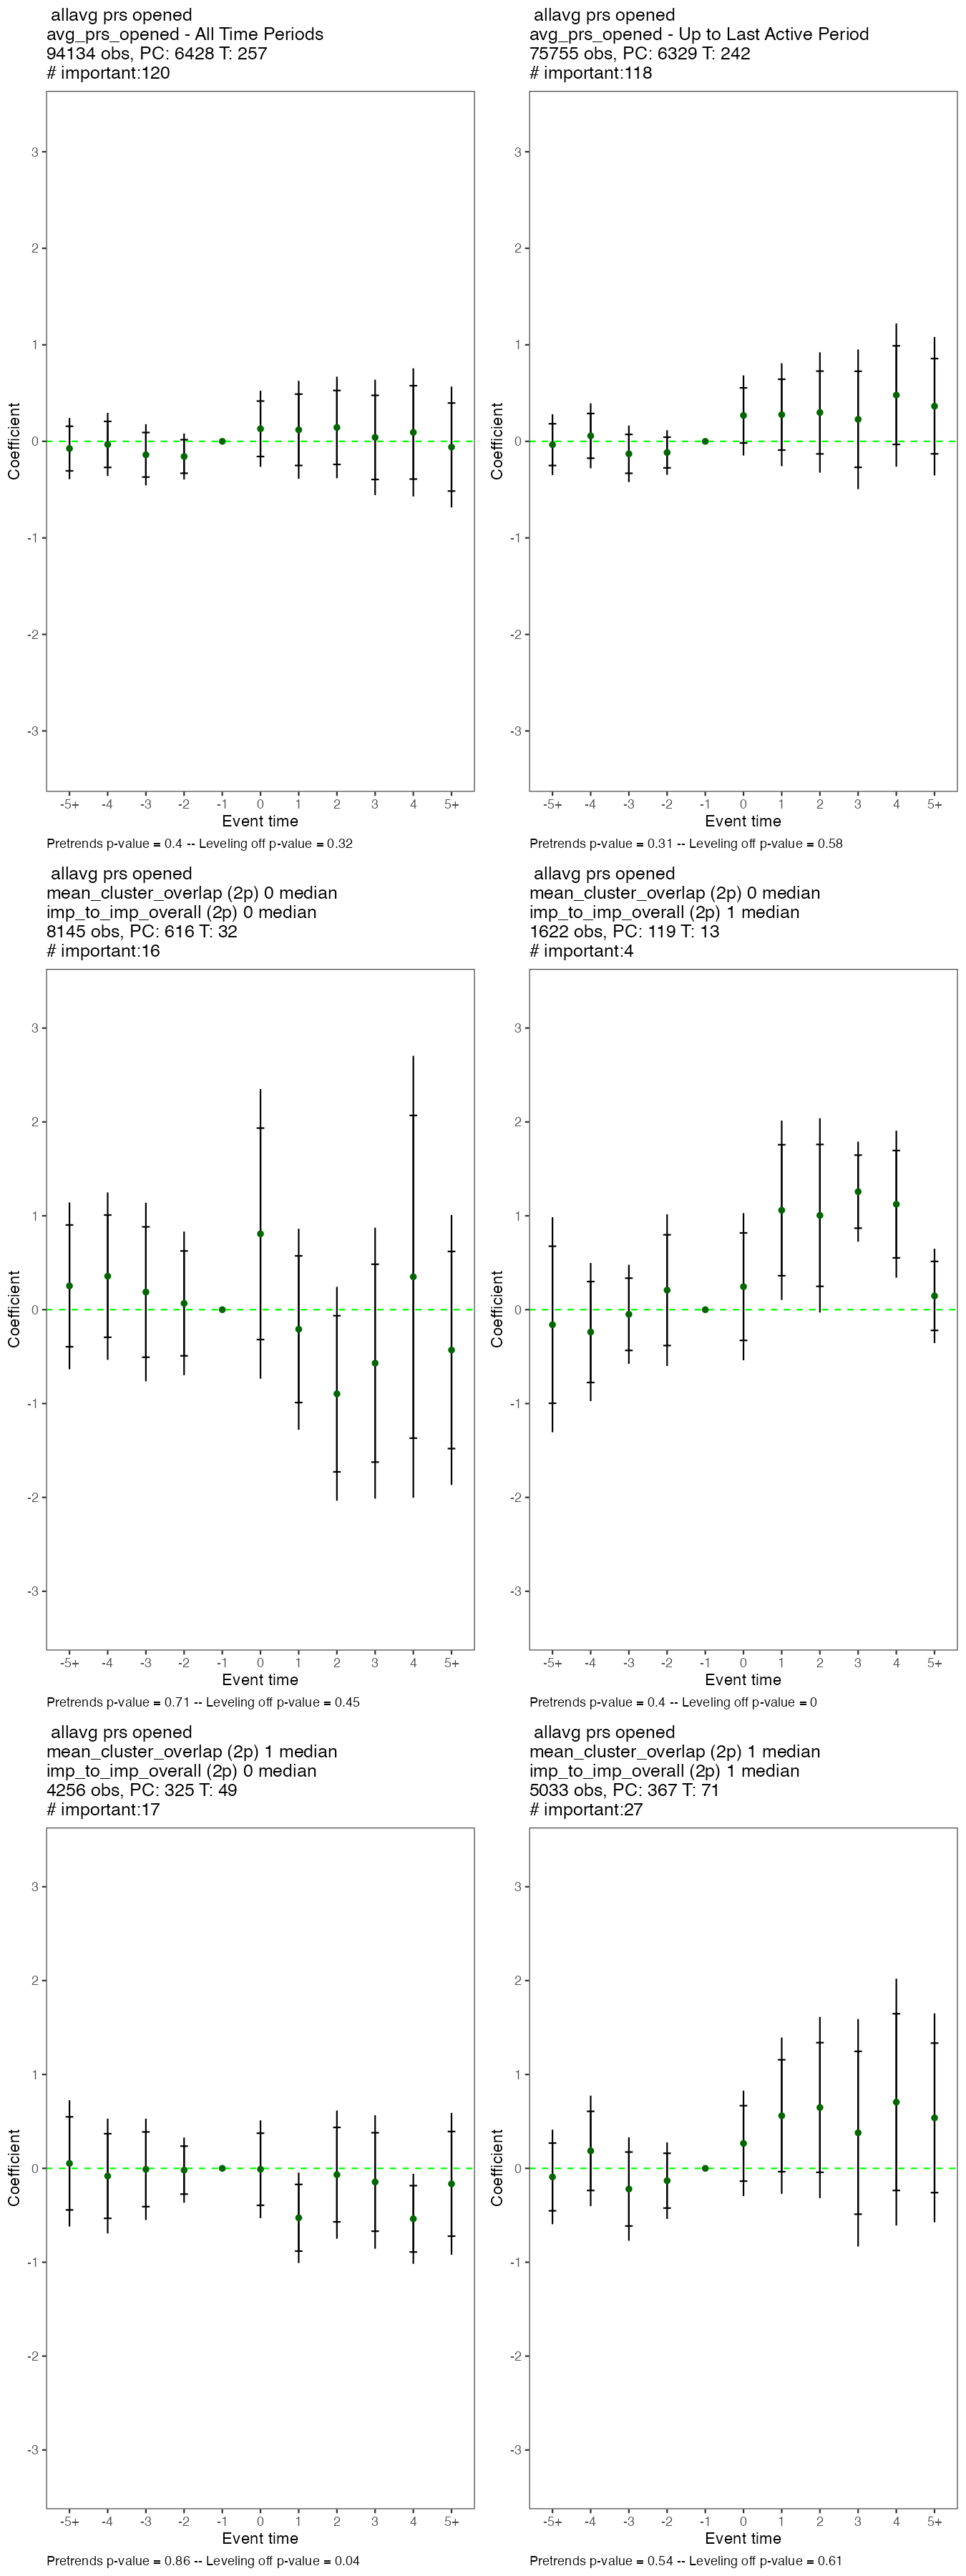 allavg prs opened
avg_prs_opened - All Time Periods
94134 obs, PC: 6428 T: 257
# important:120
3
2
1
0
-1
-2
-3
Coefficient
-5+ -4 -3 -2 -1 0 1 2 3 4 5+
Event time
Pretrends p-value = 0.4 -- Leveling off p-value = 0.32
allavg prs opened
avg_prs_opened - Up to Last Active Period
75755 obs, PC: 6329 T: 242
# important:118
3
2
1
0
-1
-2
-3
Coefficient
-5+ -4 -3 -2 -1 0 1 2 3 4 5+
Event time
Pretrends p-value = 0.31 -- Leveling off p-value = 0.58
allavg prs opened
mean_cluster_overlap (2p) 0 median
imp_to_imp_overall (2p) 0 median
8145 obs, PC: 616 T: 32
# important:16
3
2
1
0
-1
-2
-3
Coefficient
-5+ -4 -3 -2 -1 0 1 2 3 4 5+
Event time
Pretrends p-value = 0.71 -- Leveling off p-value = 0.45
allavg prs opened
mean_cluster_overlap (2p) 0 median
imp_to_imp_overall (2p) 1 median
1622 obs, PC: 119 T: 13
# important:4
3
2
1
0
-1
-2
-3
Coefficient
-5+ -4 -3 -2 -1 0 1 2 3 4 5+
Event time
Pretrends p-value = 0.4 -- Leveling off p-value = 0
allavg prs opened
mean_cluster_overlap (2p) 1 median
imp_to_imp_overall (2p) 0 median
4256 obs, PC: 325 T: 49
# important:17
3
2
1
0
-1
-2
-3
Coefficient
-5+ -4 -3 -2 -1 0 1 2 3 4 5+
Event time
Pretrends p-value = 0.86 -- Leveling off p-value = 0.04
allavg prs opened
mean_cluster_overlap (2p) 1 median
imp_to_imp_overall (2p) 1 median
5033 obs, PC: 367 T: 71
# important:27
3
2
1
0
-1
-2
-3
Coefficient
-5+ -4 -3 -2 -1 0 1 2 3 4 5+
Event time
Pretrends p-value = 0.54 -- Leveling off p-value = 0.61